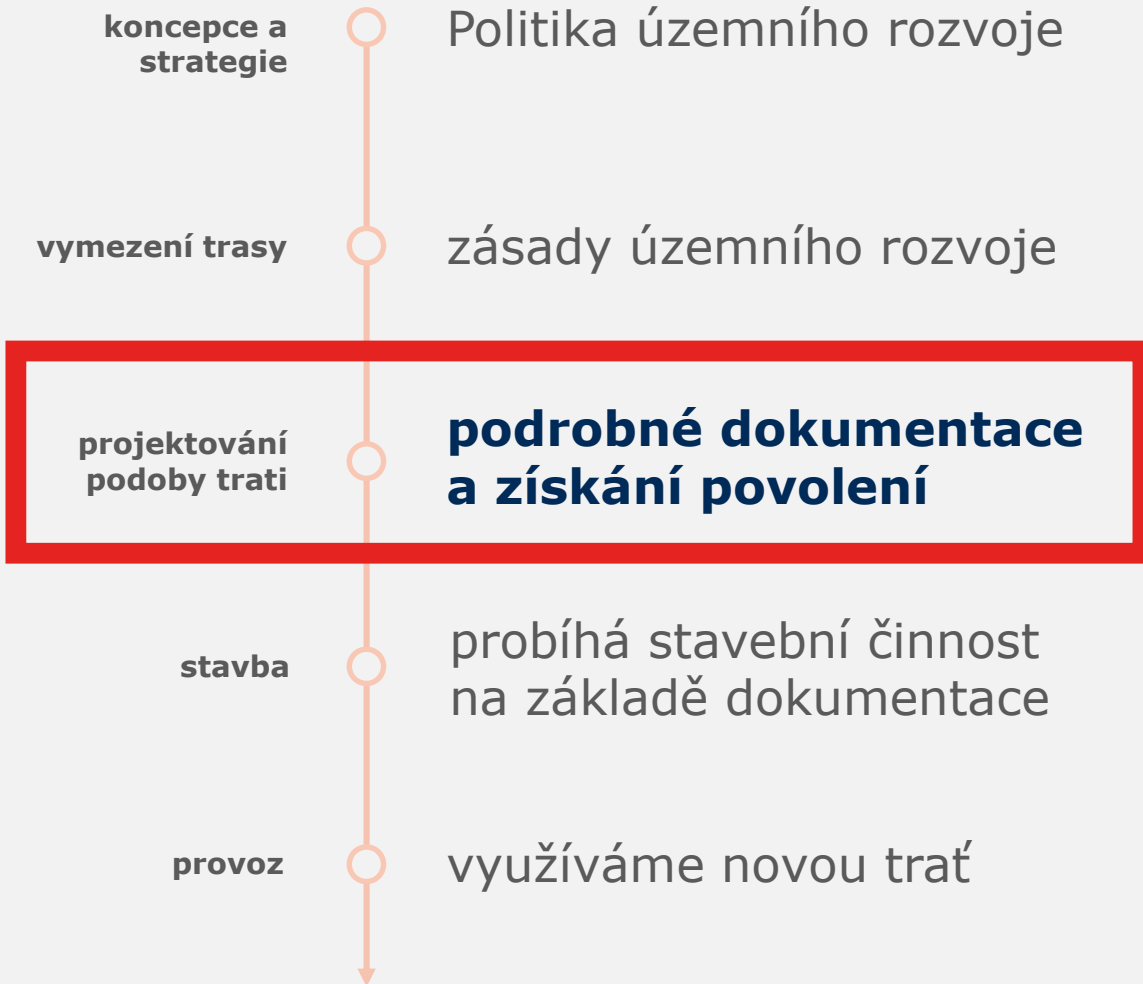 koncepce a
strategie
Politika územního rozvoje
vymezení trasy
zásady územního rozvoje
projektování
podoby trati
podrobné dokumentace
a získání povolení
stavba
probíhá stavební činnost
na základě dokumentace
provoz
využíváme novou trať